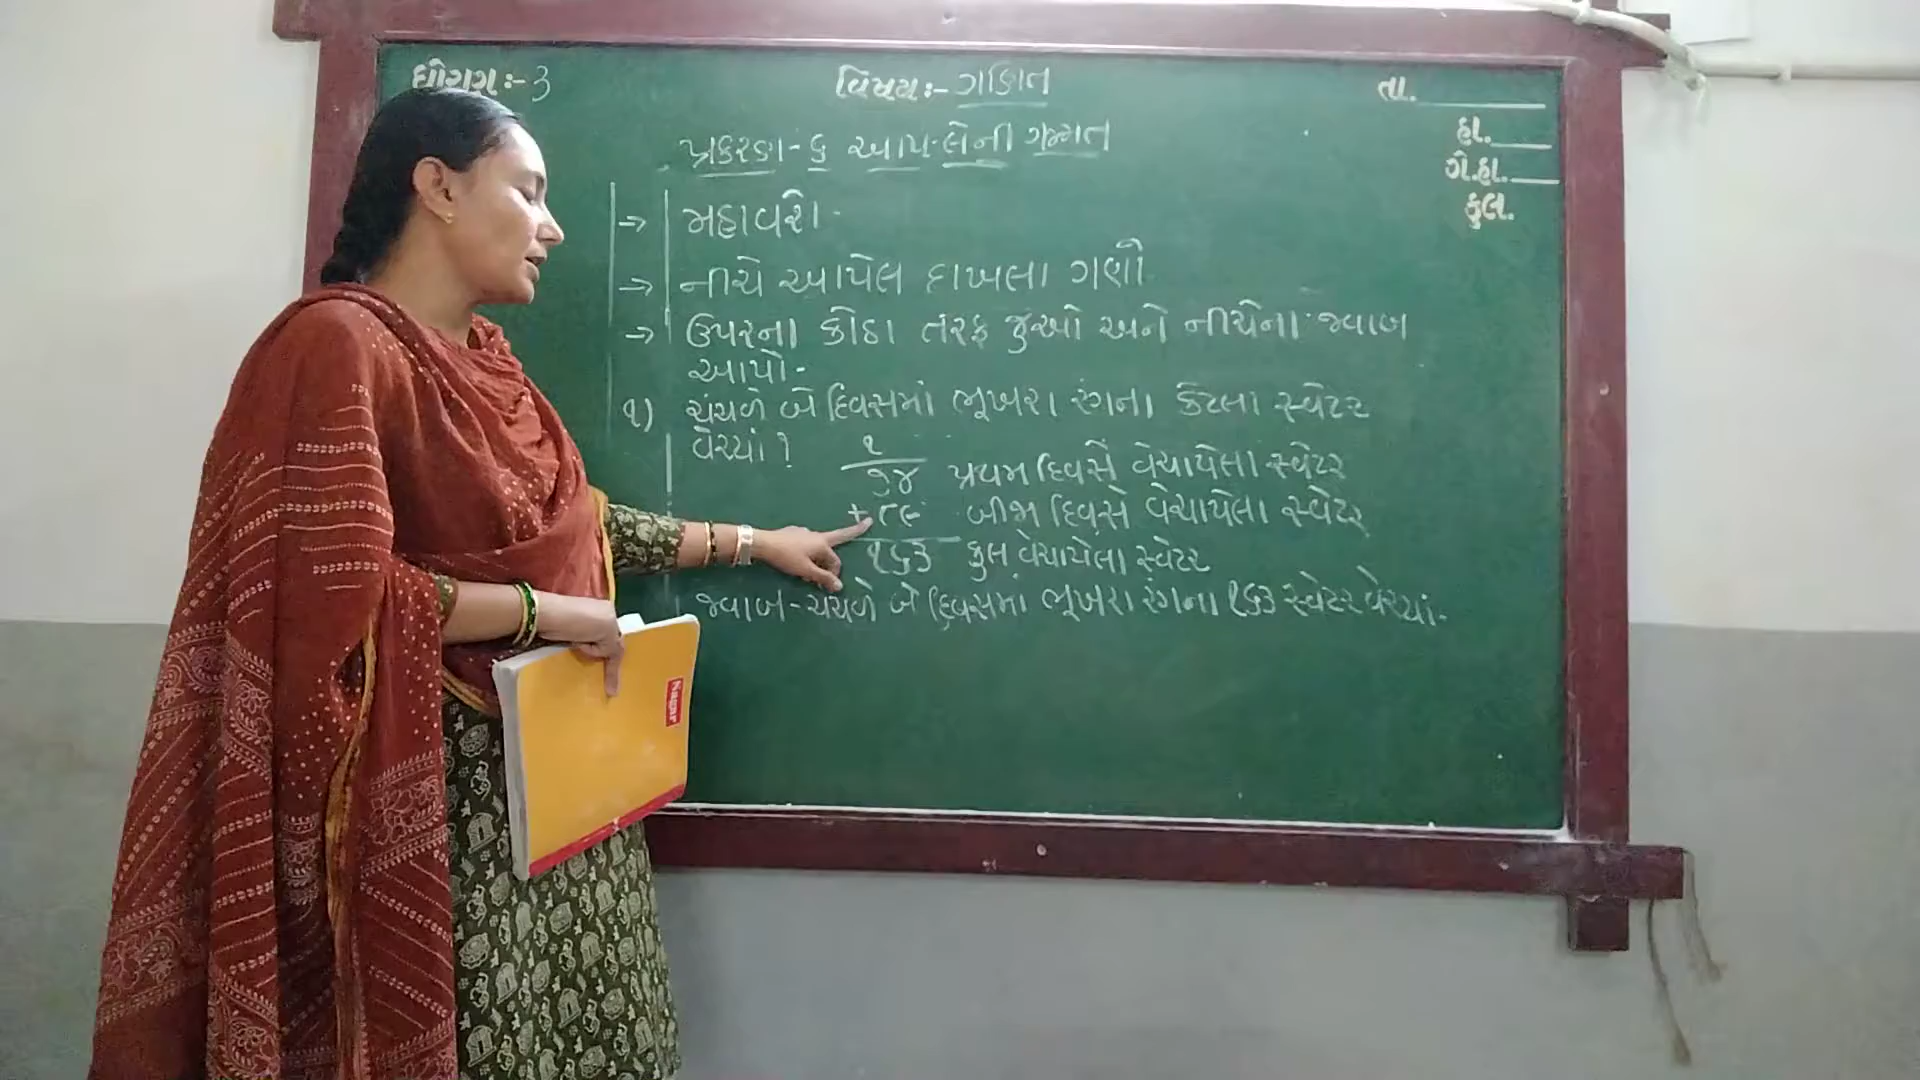 ધોરણ:- 3
વિષય:- ગણિત
તા.
હા.
ગે.હા.
કુલ.
પ્રકરણ - ૬ આપ-લેની ગમ્મત
→ મહાવરો -
→ નીચે આપેલ દાખલા ગણો
→ ઉપરના કોઠા તરફ જુઓ અને નીચેના જવાબ
આપો -
૧) ચંચળે બે દિવસમાં ભૂખરા રંગના કેટલા સ્વેટર
વેચ્યાં ?
૧
૭૪ પ્રથમ દિવસે વેચાયેલા સ્વેટર
+ ૮૯ બીજા દિવસે વેચાયેલા સ્વેટર
૧૬૩ કુલ વેચાયેલા સ્વેટર
જવાબ - ચંચળે બે દિવસમાં ભૂખરા રંગના ૧૬૩ સ્વેટર વેચ્યાં.
Navneet